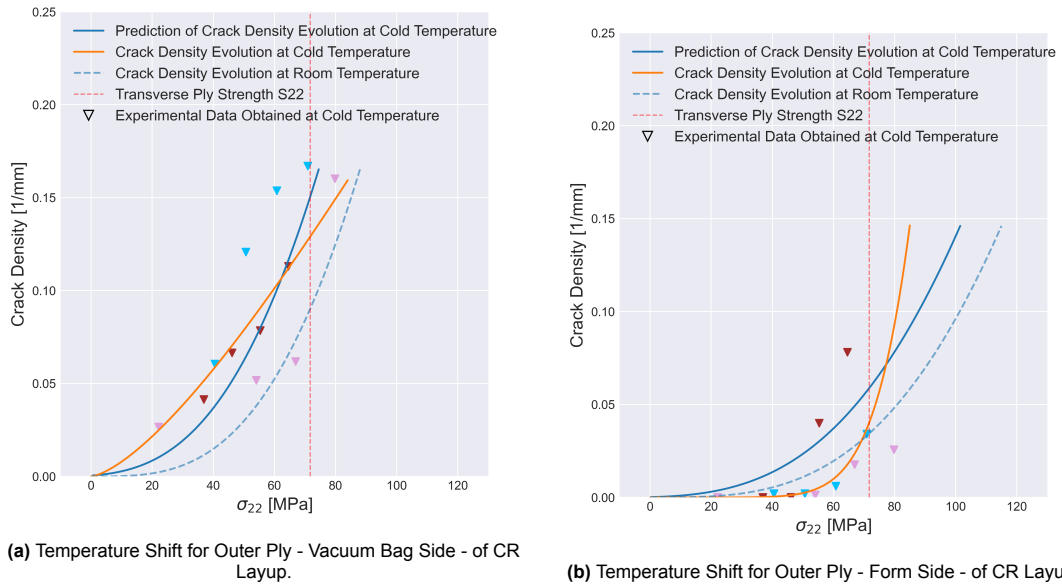 0.25
0.20
0.15
0.10
0.05
0.00
Crack Density [1/mm]
Prediction of Crack Density Evolution at Cold Temperature
Crack Density Evolution at Cold Temperature
Crack Density Evolution at Room Temperature
Transverse Ply Strength S22
Experimental Data Obtained at Cold Temperature
0 20 40 60 80 100 120
σ22 [MPa]
(a) Temperature Shift for Outer Ply - Vacuum Bag Side - of CR
Layup.
0.25
0.20
0.15
0.10
0.05
0.00
Crack Density [1/mm]
Prediction of Crack Density Evolution at Cold Temperature
Crack Density Evolution at Cold Temperature
Crack Density Evolution at Room Temperature
Transverse Ply Strength S22
Experimental Data Obtained at Cold Temperature
0 20 40 60 80 100 120
σ22 [MPa]
(b) Temperature Shift for Outer Ply - Form Side - of CR Layu